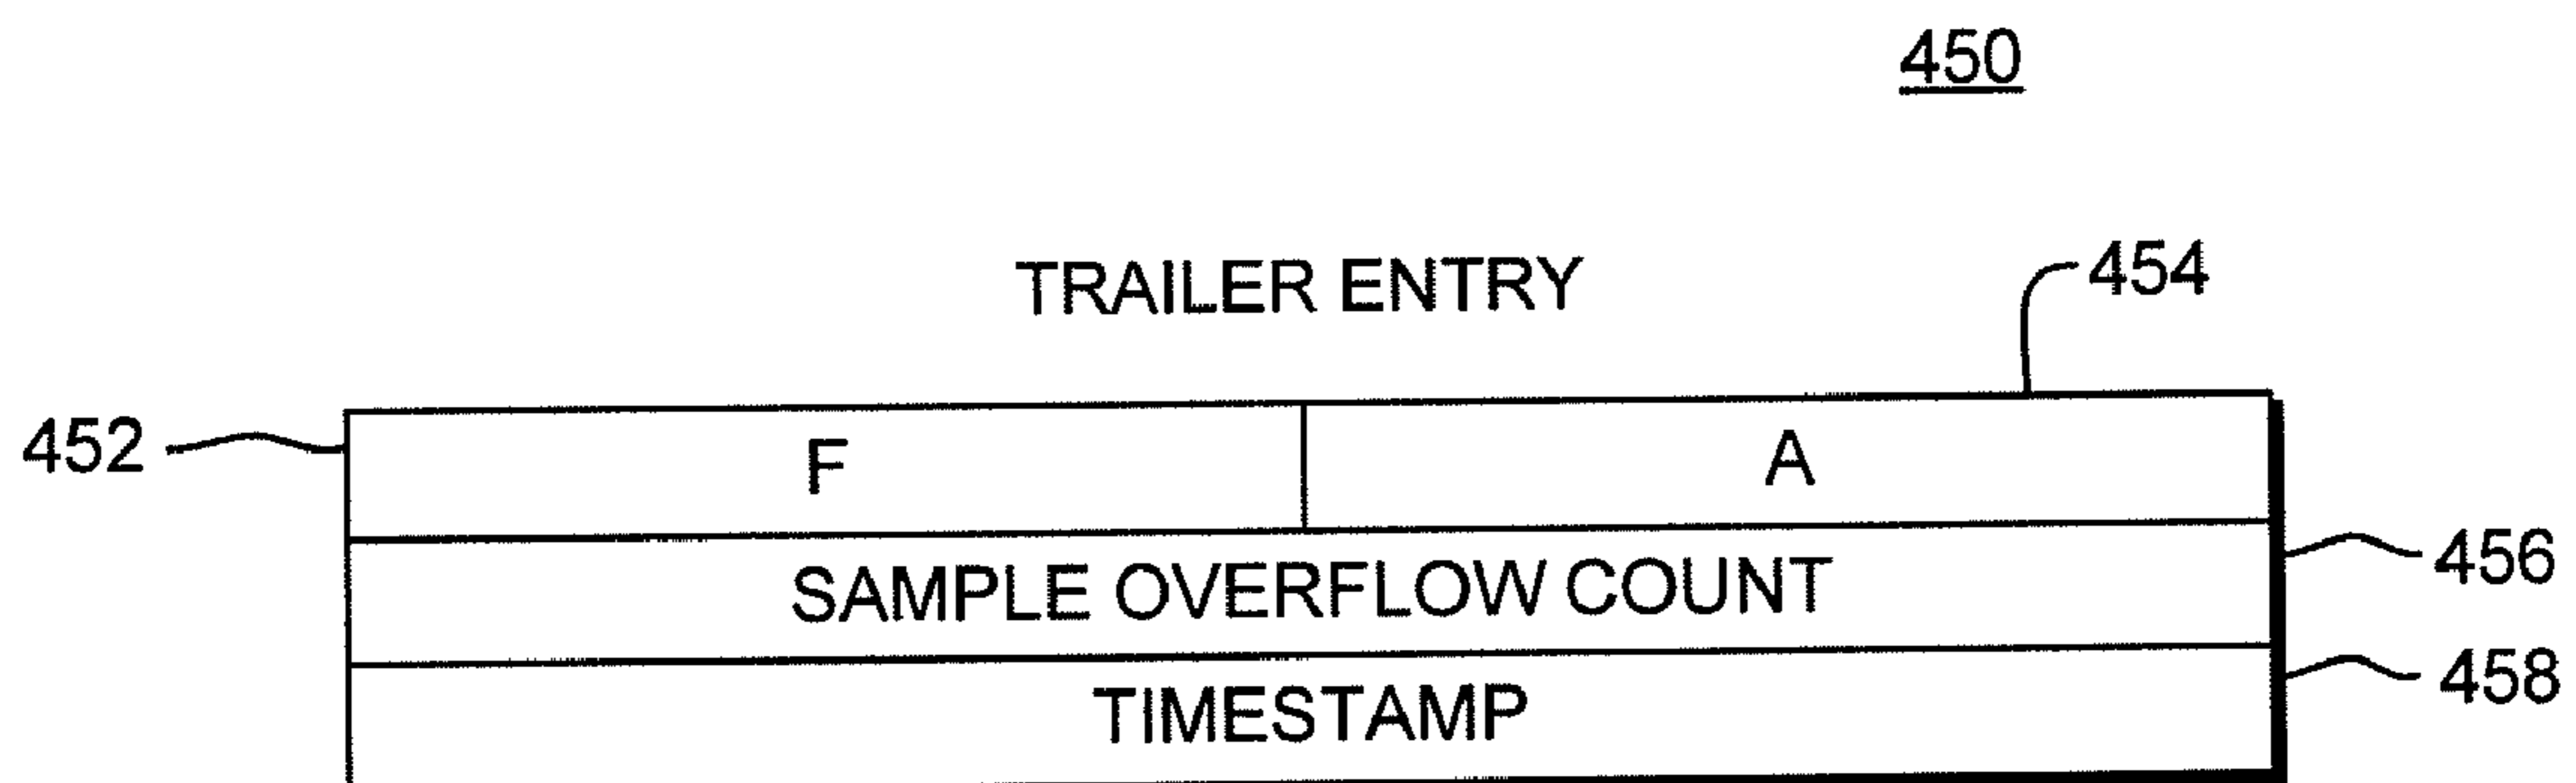 450
TRAILER ENTRY
454
452
F A
SAMPLE OVERFLOW COUNT
456
TIMESTAMP
458